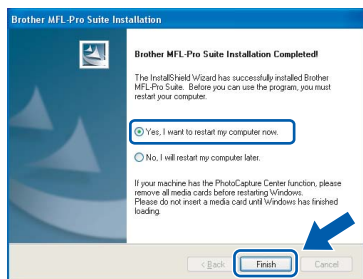 Brother MFL-Pro Suite Installation
Brother MFL-Pro Suite Installation Completed!
The InstallShield Wizard has successfully installed Brother
MFL-Pro Suite. Before you can use the program, you must
restart your computer.
Yes, I want to restart my computer now.
No, I will restart my computer later.
If your machine has the PhotoCapture Center function, please
remove all media cards before restarting Windows.
Please do not insert a media card until Windows has finished
loading.
< Back
Finish
Cancel